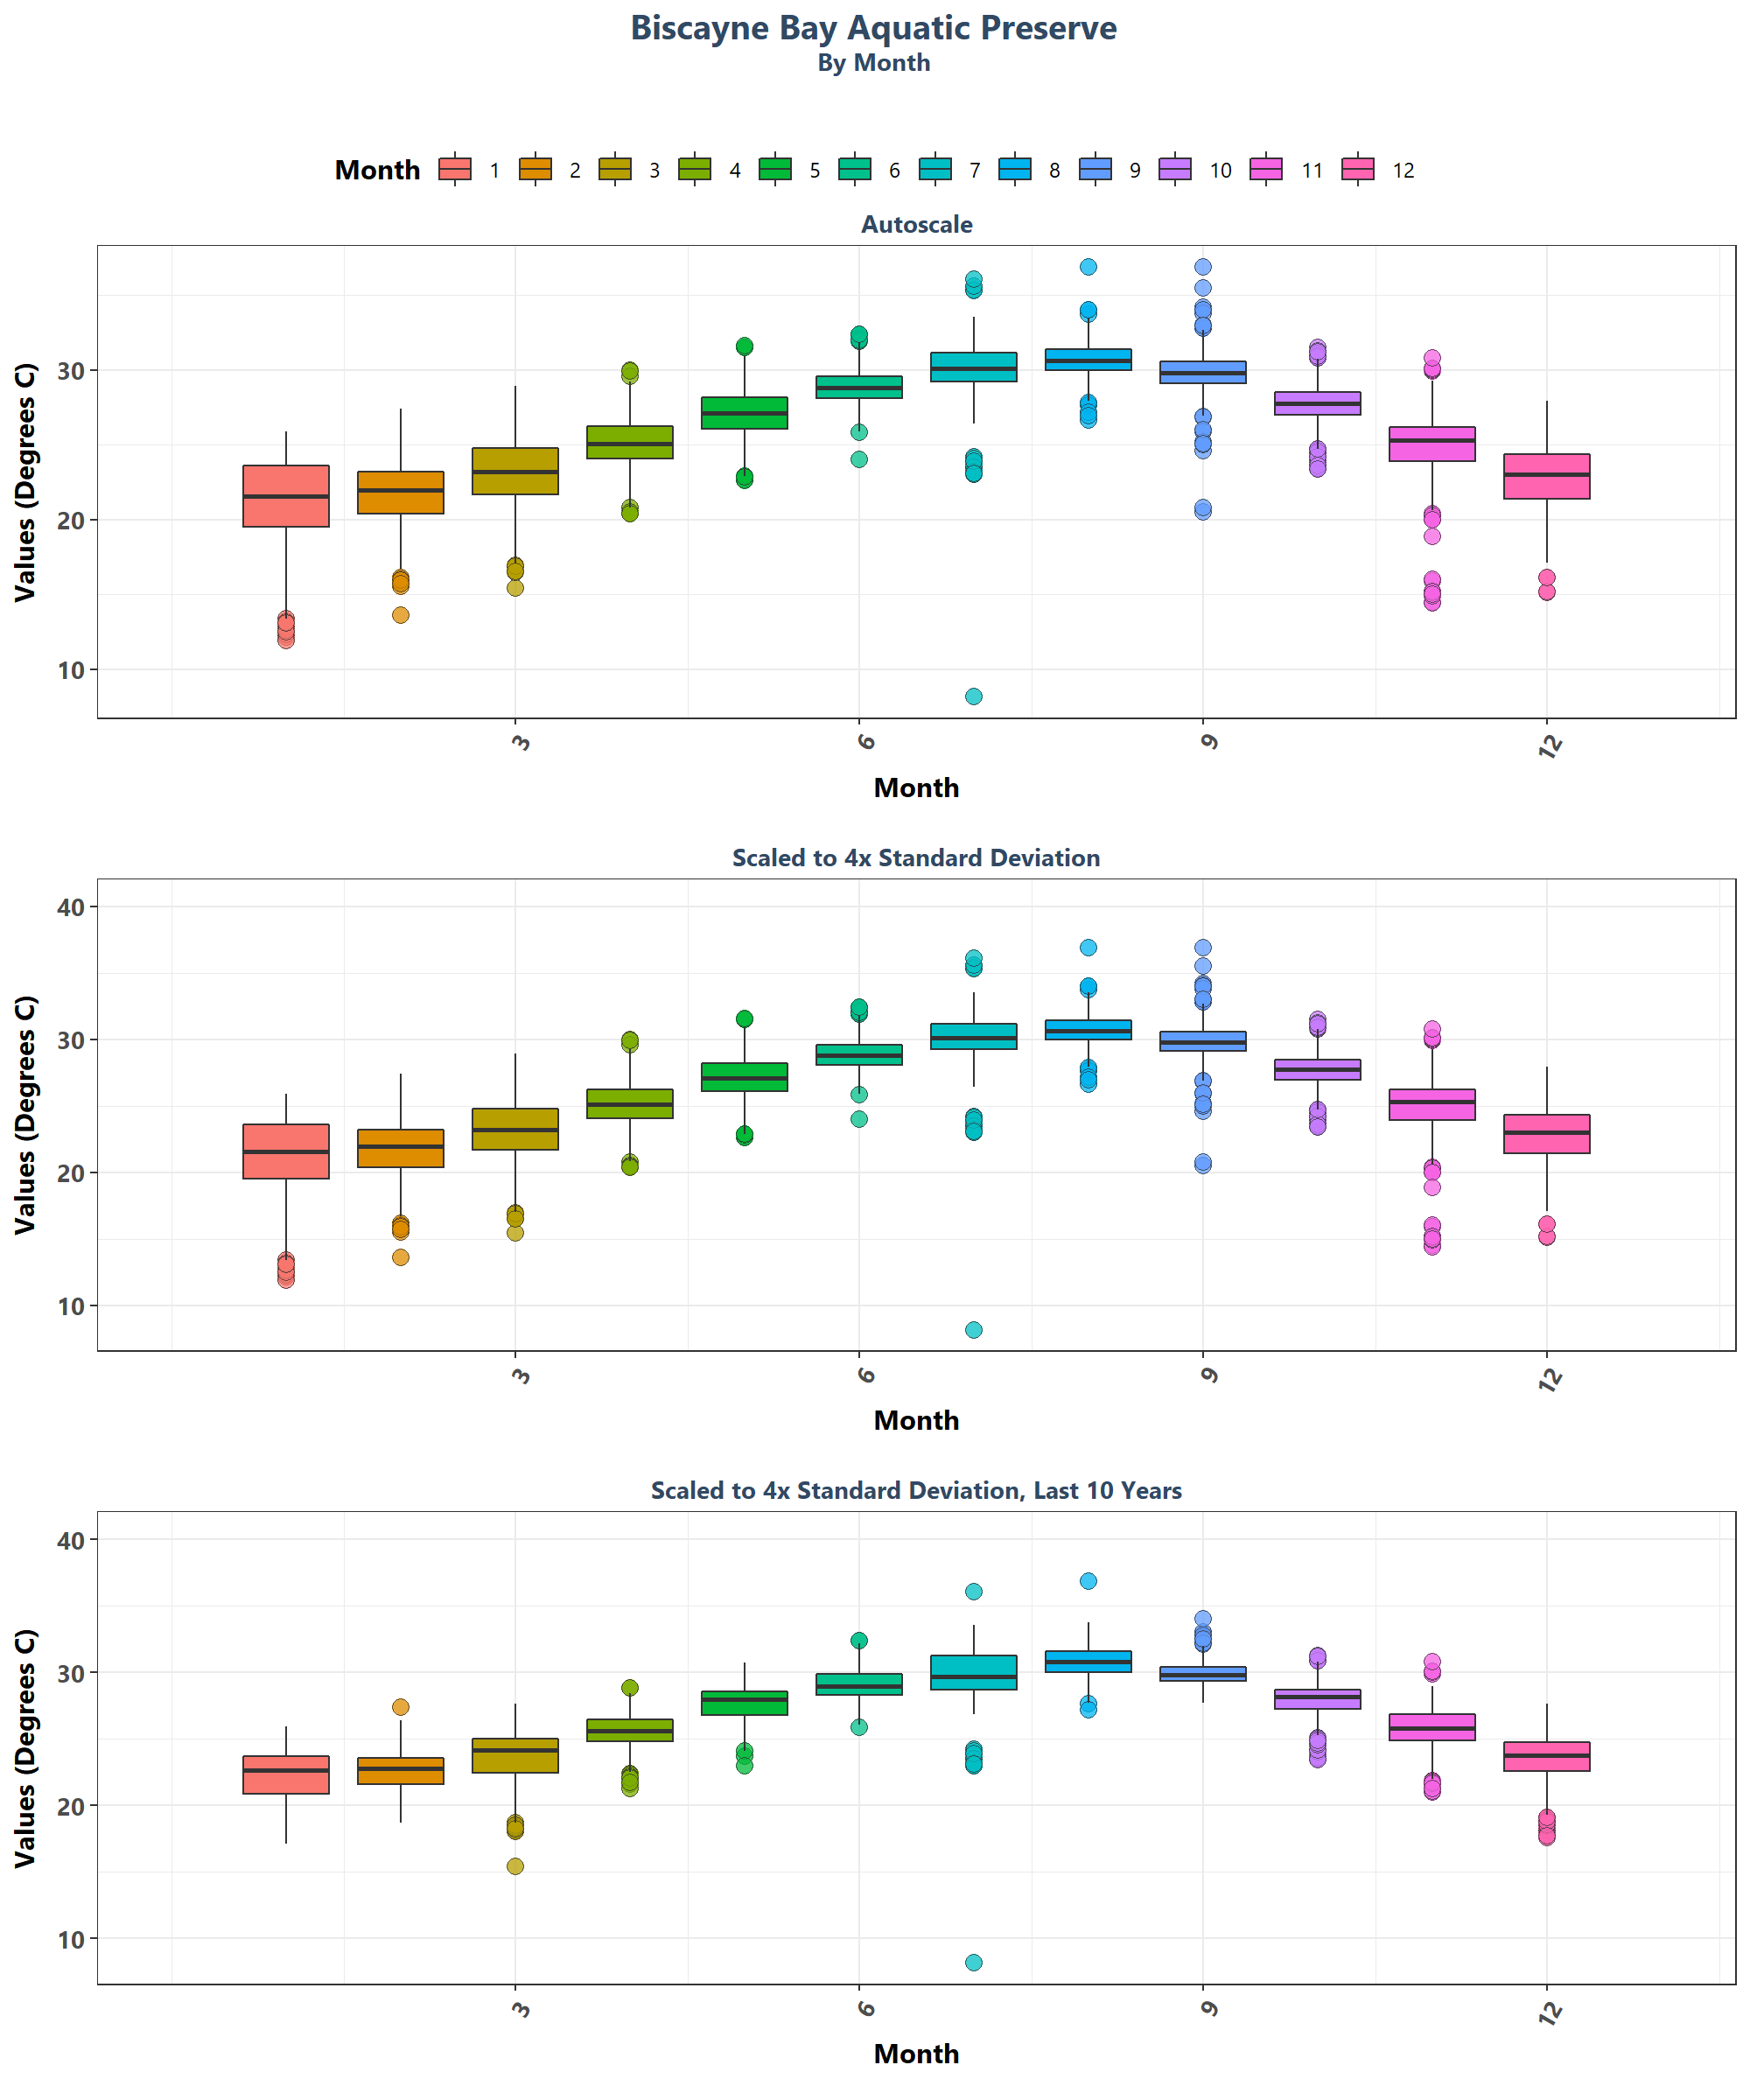 Biscayne Bay Aquatic Preserve
By Month
Month 1 2 3 4 5 6 7 8 9 10 11 12
Autoscale
Values (Degrees C)
30
20
10
3 6 9 12
Month
Scaled to 4x Standard Deviation
Values (Degrees C)
40
30
20
10
3 6 9 12
Month
Scaled to 4x Standard Deviation, Last 10 Years
Values (Degrees C)
40
30
20
10
3 6 9 12
Month